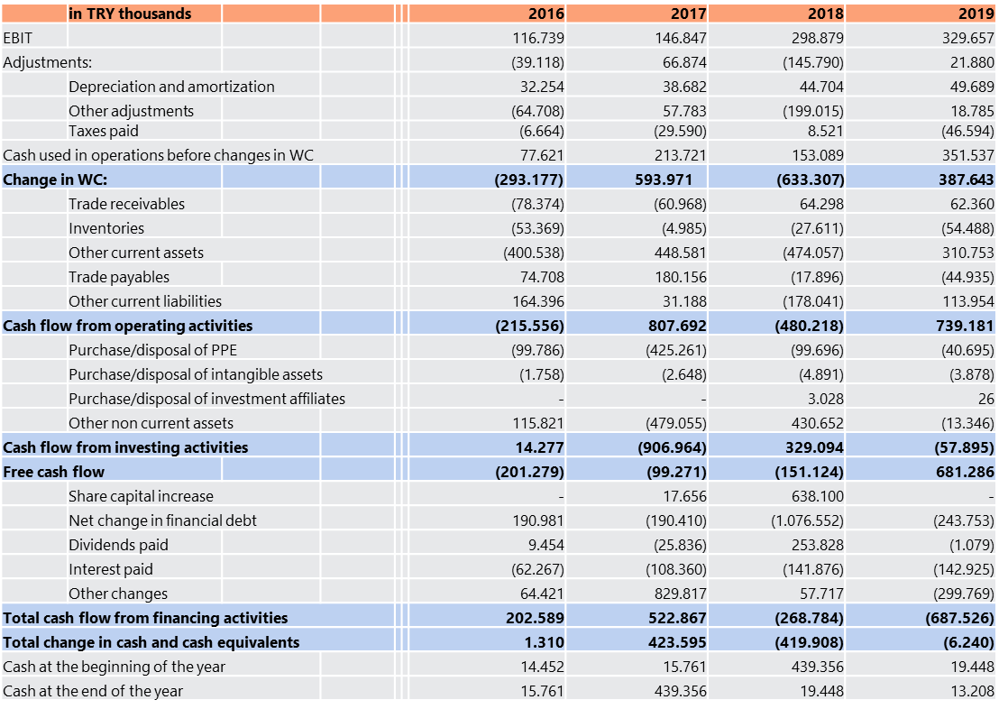 in TRY thousands 2016 2017 2018 2019
EBIT 116.739 146.847 298.879 329.657
Adjustments: (39.118) 66.874 (145.790) 21.880
Depreciation and amortization 32.254 38.682 44.704 49.689
Other adjustments (64.708) 57.783 (199.015) 18.785
Taxes paid (6.664) (29.590) 8.521 (46.594)
Cash used in operations before changes in WC 77.621 213.721 153.089 351.537
Change in WC: (293.177) 593.971 (633.307) 387.643
Trade receivables (78.374) (60.968) 64.298 62.360
Inventories (53.369) (4.985) (27.611) (54.488)
Other current assets (400.538) 448.581 (474.057) 310.753
Trade payables 74.708 180.156 (17.896) (44.935)
Other current liabilities 164.396 31.188 (178.041) 113.954
Cash flow from operating activities (215.556) 807.692 (480.218) 739.181
Purchase/disposal of PPE (99.786) (425.261) (99.696) (40.695)
Purchase/disposal of intangible assets (1.758) (2.648) (4.891) (3.878)
Purchase/disposal of investment affiliates - - 3.028 26
Other non current assets 115.821 (479.055) 430.652 (13.346)
Cash flow from investing activities 14.277 (906.964) 329.094 (57.895)
Free cash flow (201.279) (99.271) (151.124) 681.286
Share capital increase - 17.656 638.100 -
Net change in financial debt 190.981 (190.410) (1.076.552) (243.753)
Dividends paid 9.454 (25.836) 253.828 (1.079)
Interest paid (62.267) (108.360) (141.876) (142.925)
Other changes 64.421 829.817 57.717 (299.769)
Total cash flow from financing activities 202.589 522.867 (268.784) (687.526)
Total change in cash and cash equivalents 1.310 423.595 (419.908) (6.240)
Cash at the beginning of the year 14.452 15.761 439.356 19.448
Cash at the end of the year 15.761 439.356 19.448 13.208